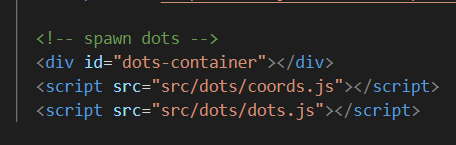 <!-- spawn dots -->
<div id="dots-container"></div>
<script src="src/dots/coords.js"></script>
<script src="src/dots/dots.js"></script>